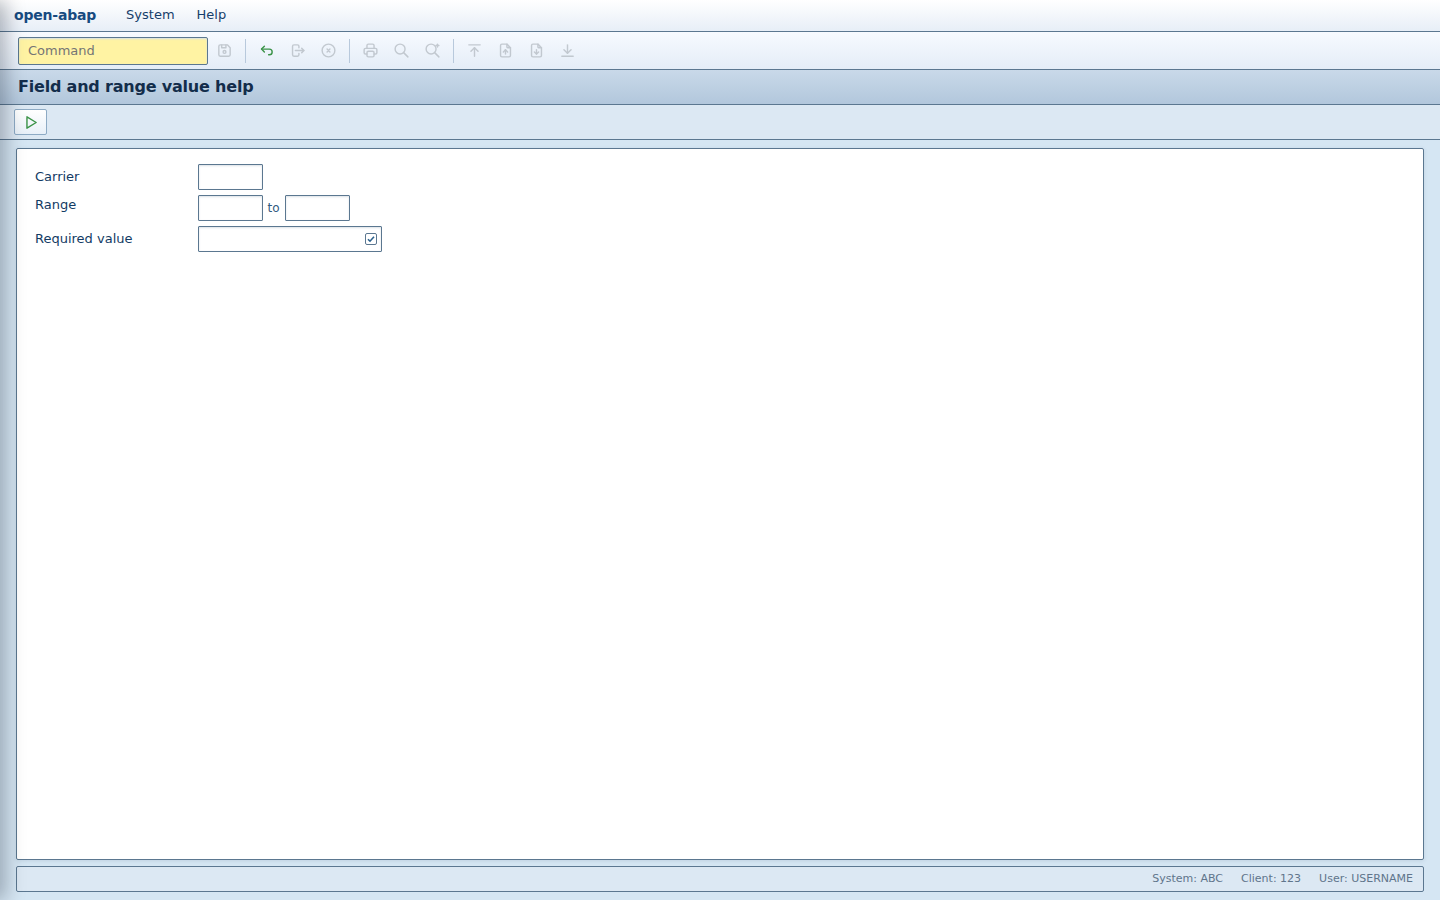 open-abap System Help
Command
Field and range value help
Carrier
Range to
Required value
System: ABC Client: 123 User: USERNAME